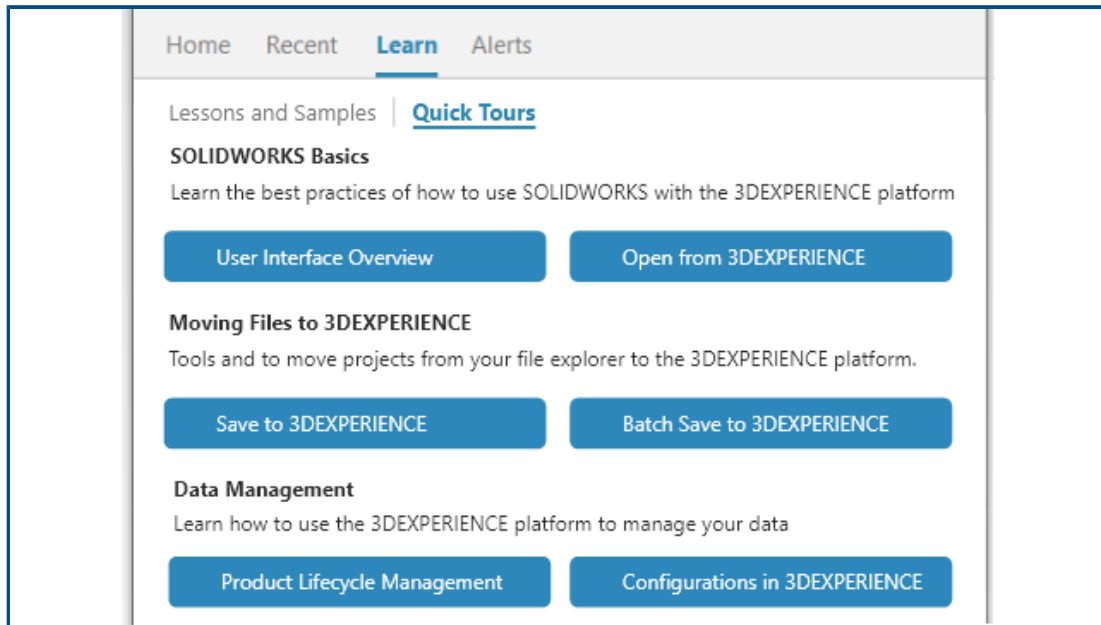 Home Recent Learn Alerts
Lessons and Samples Quick Tours
SOLIDWORKS Basics
Learn the best practices of how to use SOLIDWORKS with the 3DEXPERIENCE platform
User Interface Overview Open from 3DEXPERIENCE
Moving Files to 3DEXPERIENCE
Tools and to move projects from your file explorer to the 3DEXPERIENCE platform.
Save to 3DEXPERIENCE Batch Save to 3DEXPERIENCE
Data Management
Learn how to use the 3DEXPERIENCE platform to manage your data
Product Lifecycle Management Configurations in 3DEXPERIENCE